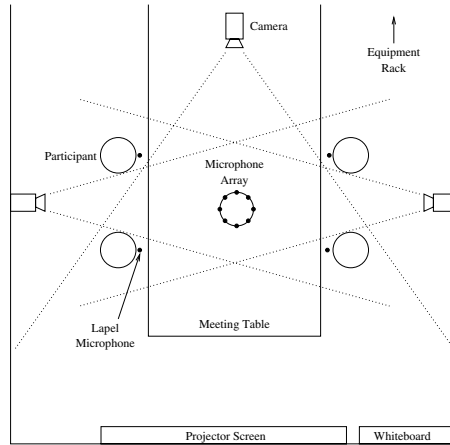 Camera
Equipment
Rack
Participant
Microphone
Array
Lapel
Microphone
Meeting Table
Projector Screen
Whiteboard